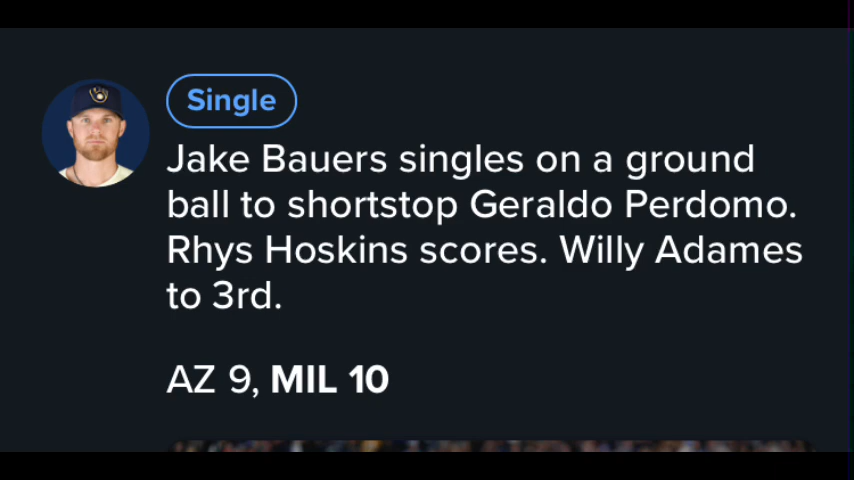 Single
Jake Bauers singles on a ground
ball to shortstop Geraldo Perdomo.
Rhys Hoskins scores. Willy Adames
to 3rd.
AZ 9, MIL 10